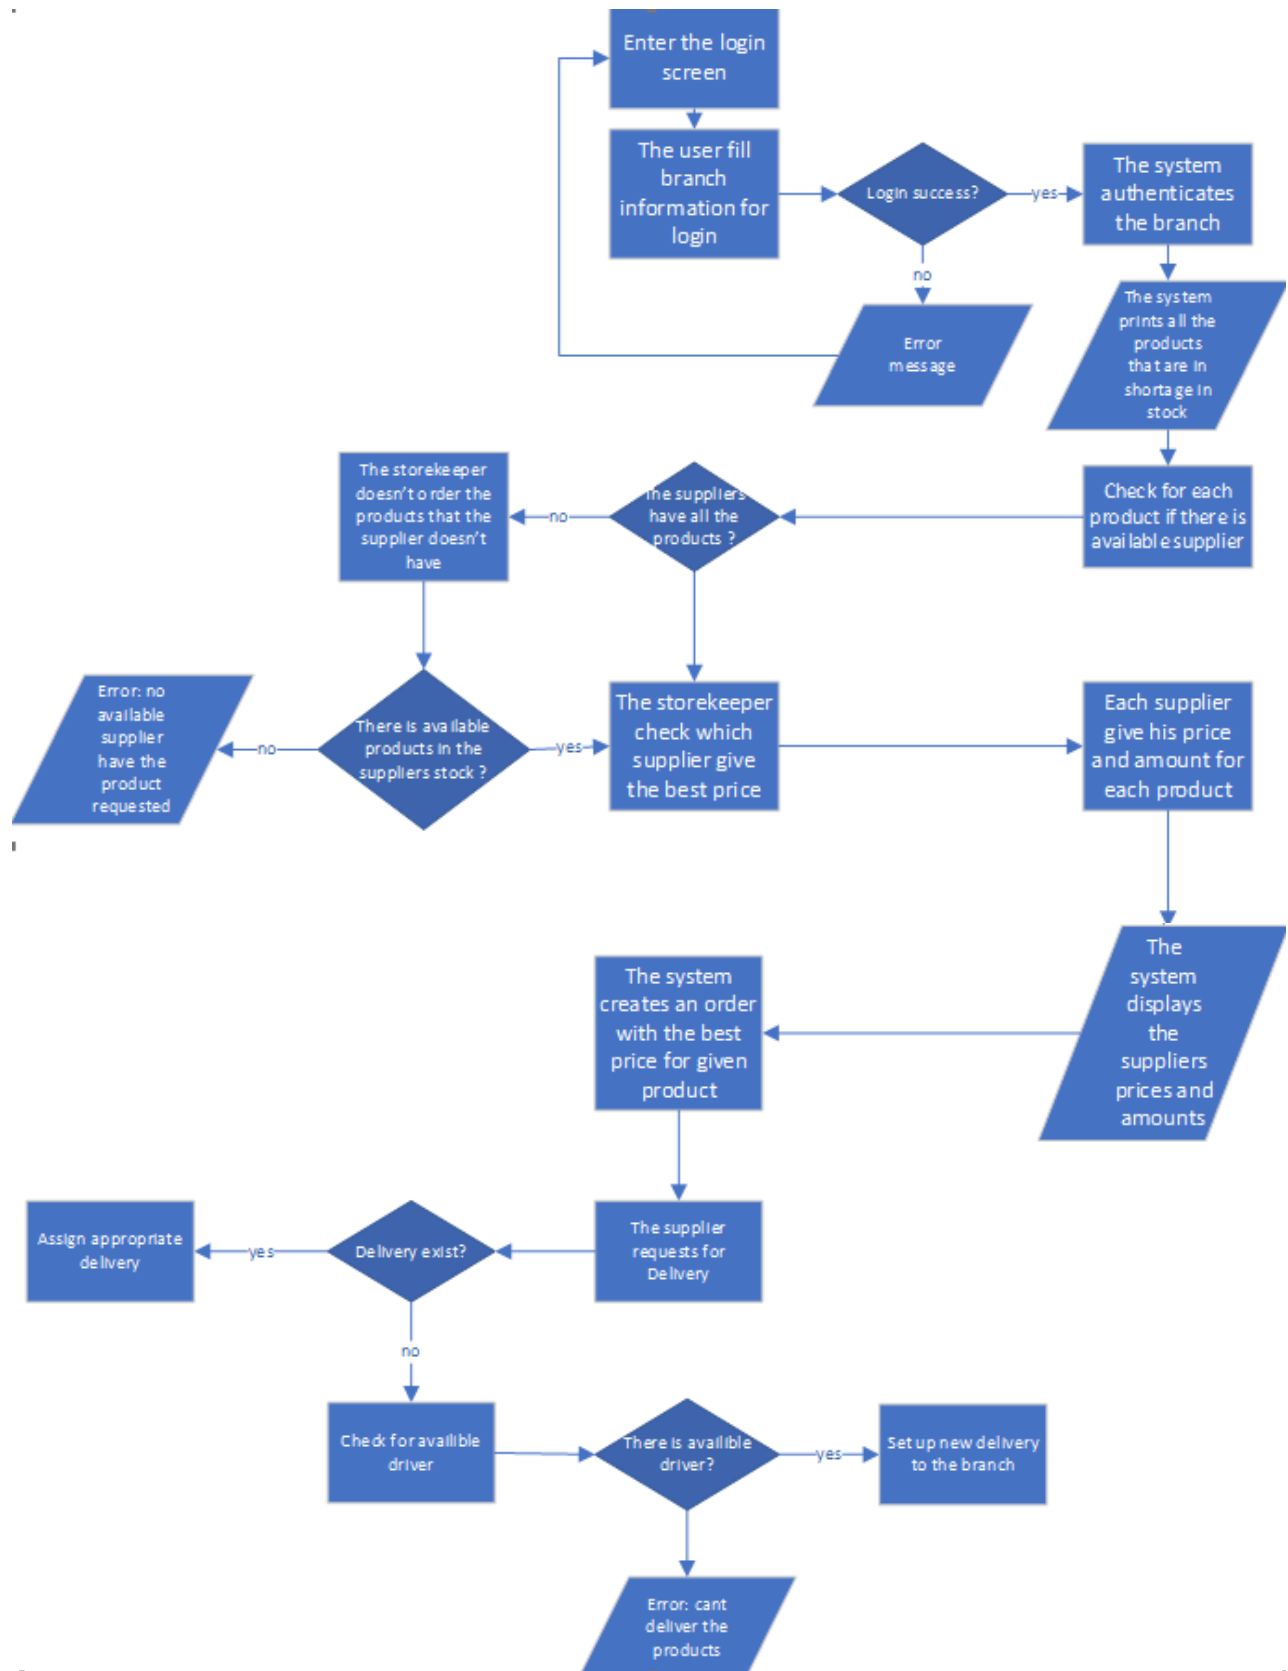 Enter the login
screen
The user fill
branch
information for
login
Login success?
yes
The system
authenticates
the branch
no
Error
message
The system
prints all the
products
that are in
shortage in
stock
Check for each
product if there is
available supplier
The suppliers
have all the
products ?
no
The storekeeper
doesn't order the
products that the
supplier doesn't
have
There is available
products in the
suppliers stock ?
no
Error: no
available
supplier
have the
product
requested
yes
The storekeeper
check which
supplier give
the best price
Each supplier
give his price
and amount for
each product
The
system
displays
the
suppliers
prices and
amounts
The system
creates an order
with the best
price for given
product
The supplier
requests for
Delivery
Delivery exist?
yes
Assign appropriate
delivery
no
Check for availible
driver
There is availible
driver?
yes
Set up new delivery
to the branch
Error: cant
deliver the
products